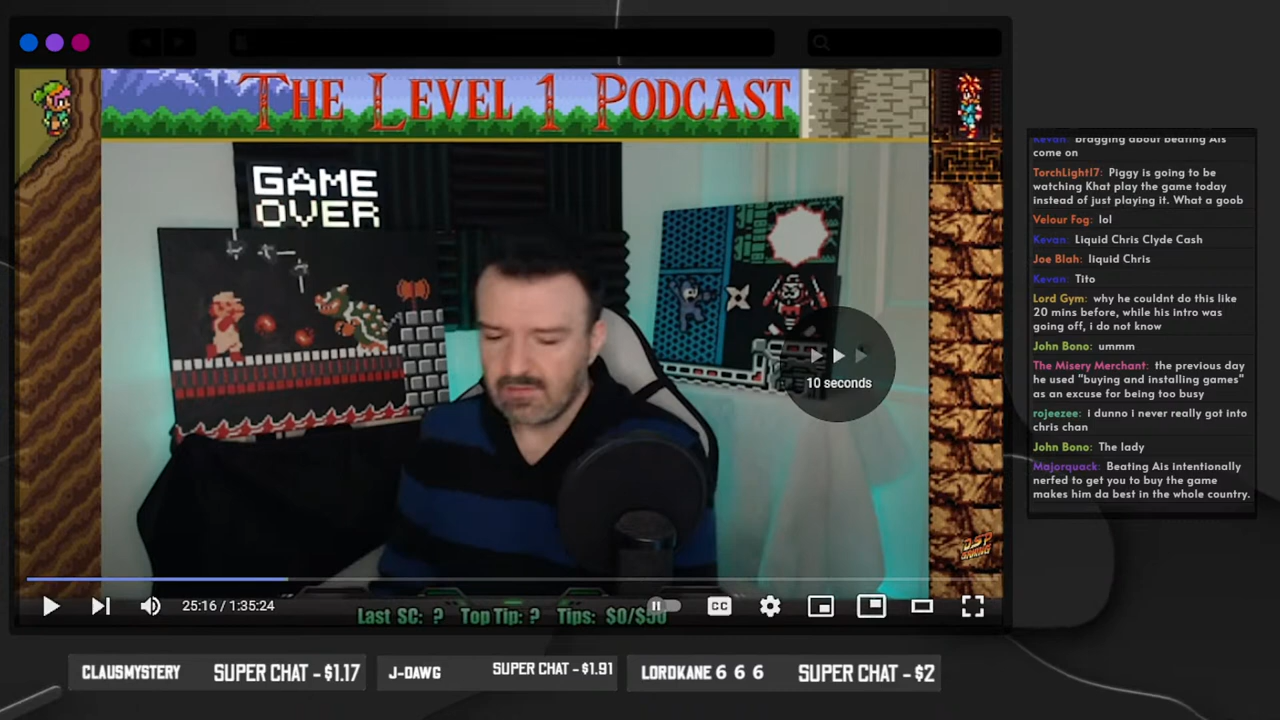 The Level 1 Podcast
GAME
OVER
10 seconds
DSP
GAMING
25:16 / 1:35:24
CC
Last SC: ? Top Tip: ? Tips: $0/$50
Kevan: bragging about beating AIs
come on
TorchLight17: Piggy is going to be
watching Khat play the game today
instead of just playing it. What a goob
Velour Fog: lol
Kevan: Liquid Chris Clyde Cash
Joe Blah: liquid Chris
Kevan: Tito
Lord Gym: why he couldnt do this like
20 mins before, while his intro was
going off, i do not know
John Bono: ummm
The Misery Merchant: the previous day
he used "buying and installing games"
as an excuse for being too busy
rojeezee: i dunno i never really got into
chris chan
John Bono: The lady
Majorquack: Beating Ais intentionally
nerfed to get you to buy the game
makes him da best in the whole country.
CLAUSMYSTERY SUPER CHAT - $1.17
J-DAWG SUPER CHAT - $1.91
LORDKANE 6 6 6 SUPER CHAT - $2